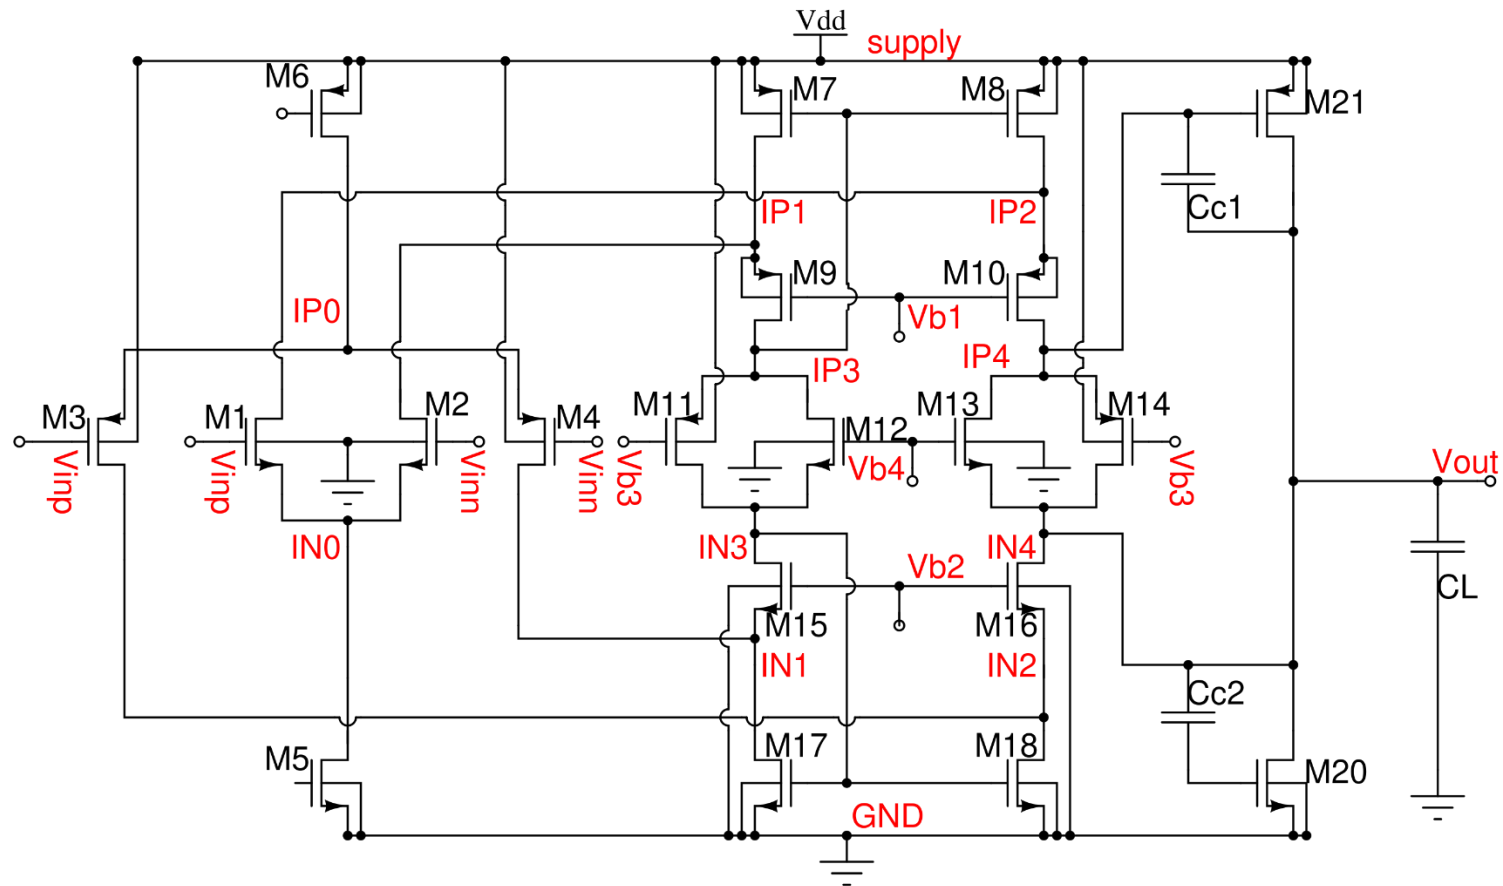 Vdd
supply
M6
M7
M8
M21
Cc1
IP1
IP2
M9
M10
IP0
Vb1
IP3
IP4
M3
M1
M2
M4
M11
M12
M13
M14
Vinp
Vinp
Vinn
Vinn
Vb3
Vb4
Vb3
Vout
IN0
IN3
IN4
Vb2
CL
M15
M16
IN1
IN2
Cc2
M5
M17
M18
M20
GND